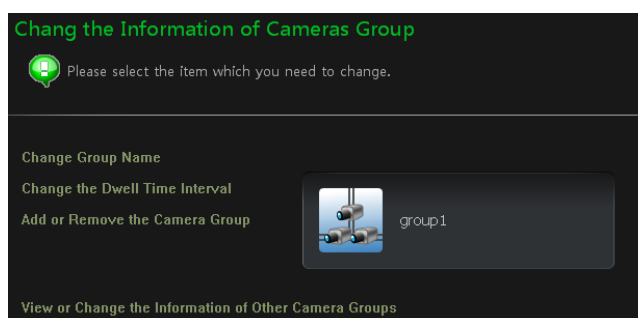 Chang the Information of Cameras Group
Please select the item which you need to change.
Change Group Name
Change the Dwell Time Interval
Add or Remove the Camera Group
group1
View or Change the Information of Other Camera Groups